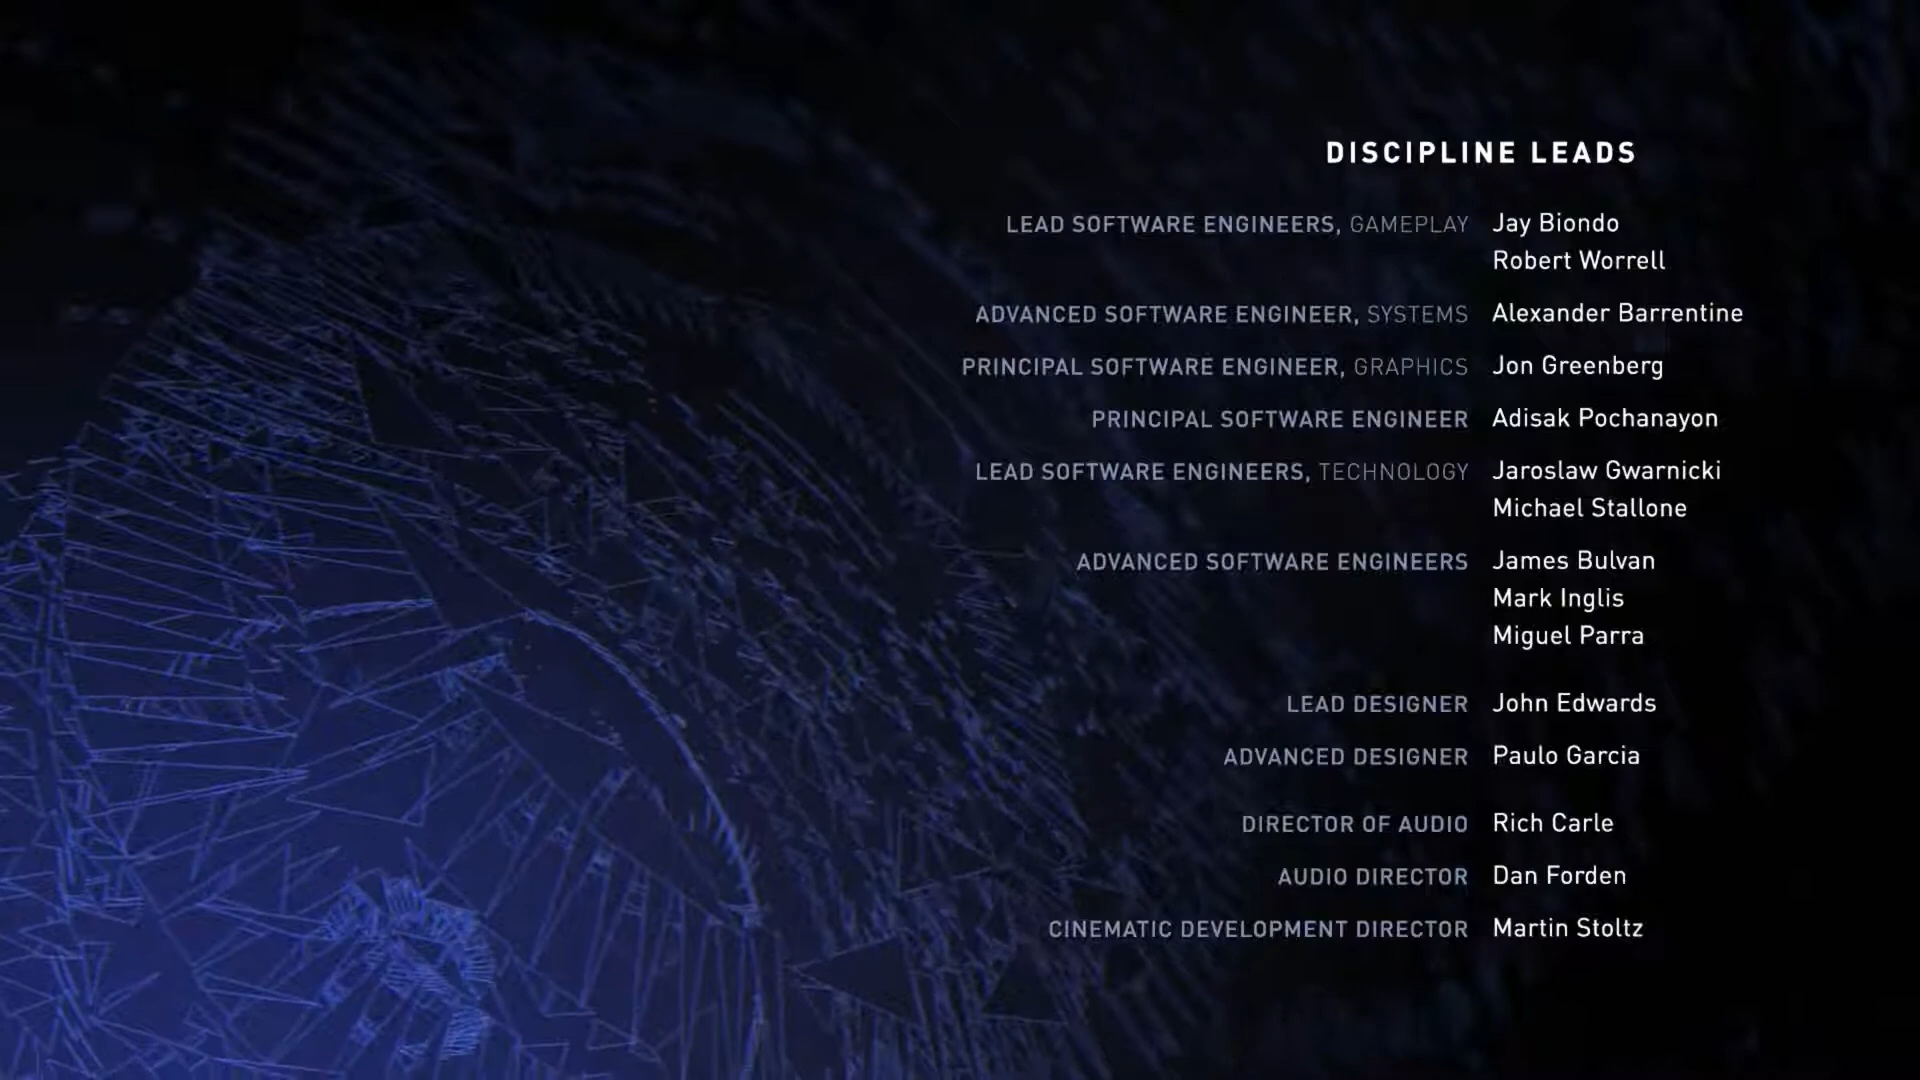 DISCIPLINE LEADS
LEAD SOFTWARE ENGINEERS, GAMEPLAY Jay Biondo
Robert Worrell
ADVANCED SOFTWARE ENGINEER, SYSTEMS Alexander Barrentine
PRINCIPAL SOFTWARE ENGINEER, GRAPHICS Jon Greenberg
PRINCIPAL SOFTWARE ENGINEER Adisak Pochanayon
LEAD SOFTWARE ENGINEERS, TECHNOLOGY Jaroslaw Gwarnicki
Michael Stallone
ADVANCED SOFTWARE ENGINEERS James Bulvan
Mark Inglis
Miguel Parra
LEAD DESIGNER John Edwards
ADVANCED DESIGNER Paulo Garcia
DIRECTOR OF AUDIO Rich Carle
AUDIO DIRECTOR Dan Forden
CINEMATIC DEVELOPMENT DIRECTOR Martin Stoltz